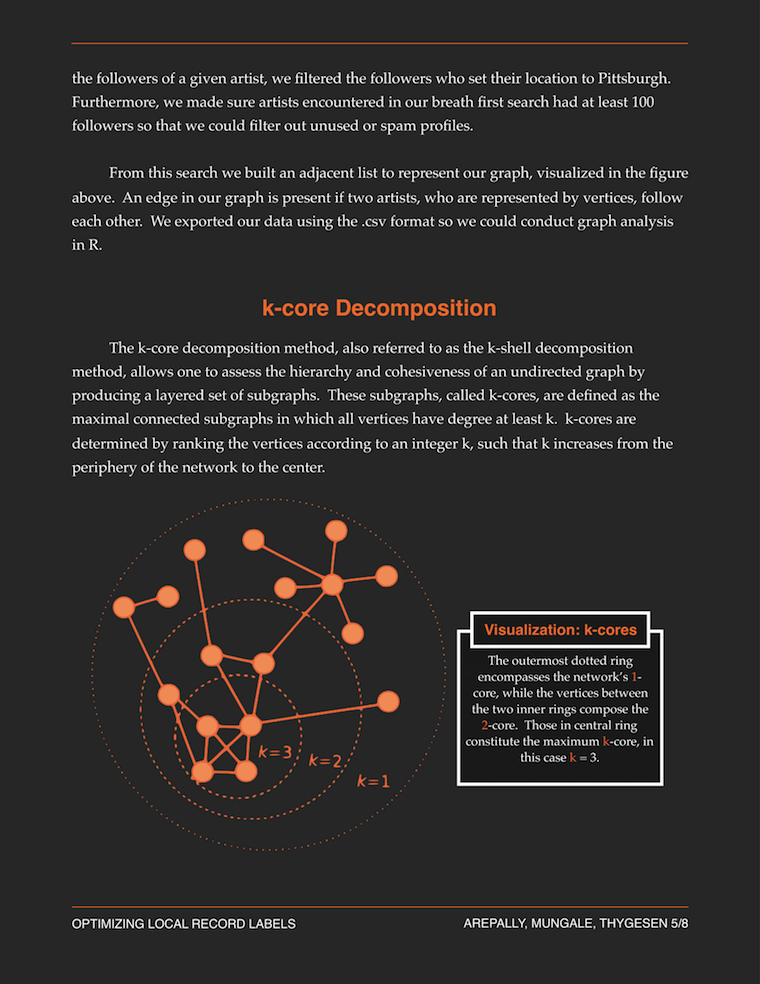 the followers of a given artist, we filtered the followers who set their location to Pittsburgh.
Furthermore, we made sure artists encountered in our breath first search had at least 100
followers so that we could filter out unused or spam profiles.
From this search we built an adjacent list to represent our graph, visualized in the figure
above.  An edge in our graph is present if two artists, who are represented by vertices, follow
each other.  We exported our data using the .csv format so we could conduct graph analysis
in R.
k-core Decomposition
The k-core decomposition method, also referred to as the k-shell decomposition
method, allows one to assess the hierarchy and cohesiveness of an undirected graph by
producing a layered set of subgraphs.  These subgraphs, called k-cores, are defined as the
maximal connected subgraphs in which all vertices have degree at least k.  k-cores are
determined by ranking the vertices according to an integer k, such that k increases from the
periphery of the network to the center.
k=3
k=2
k=1
Visualization: k-cores
The outermost dotted ring
encompasses the network's 1-
core, while the vertices between
the two inner rings compose the
2-core.  Those in central ring
constitute the maximum k-core, in
this case k = 3.
OPTIMIZING LOCAL RECORD LABELS
AREPALLY, MUNGALE, THYGESEN 5/8